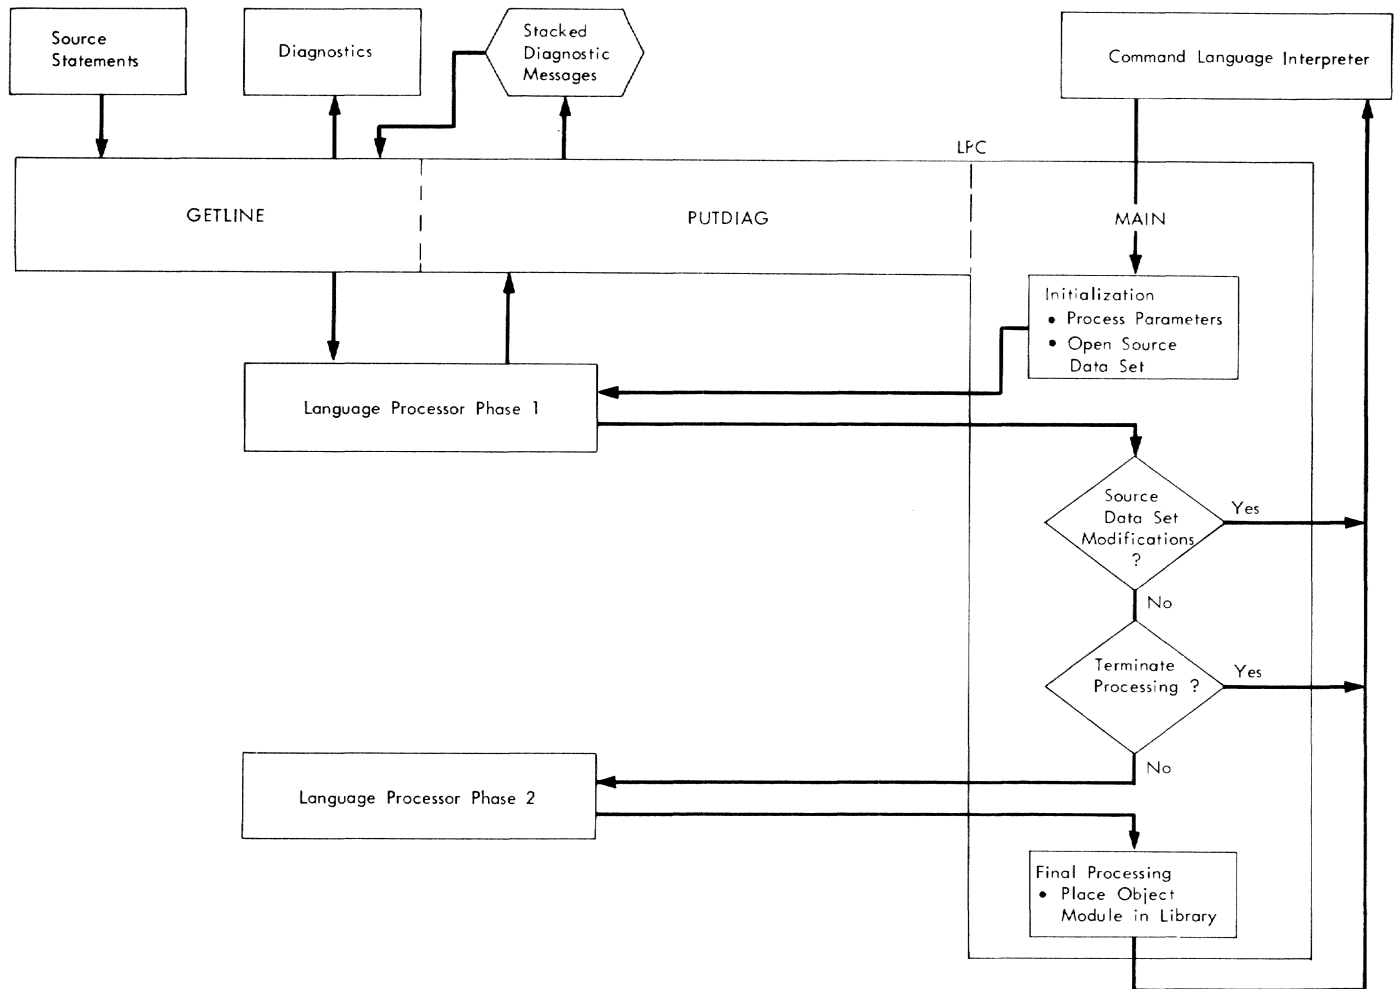 Source
Statements
Diagnostics
Stacked
Diagnostic
Messages
Command Language Interpreter
LPC
GETLINE
PUTDIAG
MAIN
Initialization
• Process Parameters
• Open Source
Data Set
Language Processor Phase 1
Source
Data Set
Modifications
?
Yes
No
Terminate
Processing ?
Yes
No
Language Processor Phase 2
Final Processing
• Place Object
Module in Library